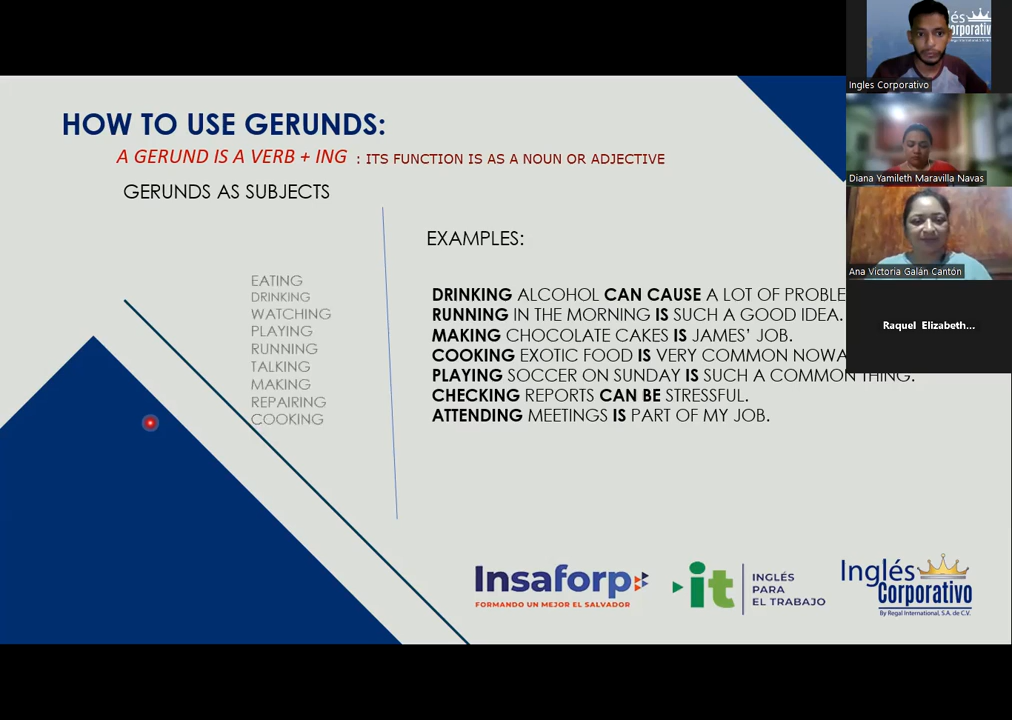 HOW TO USE GERUNDS:
A GERUND IS A VERB + ING : ITS FUNCTION IS AS A NOUN OR ADJECTIVE
GERUNDS AS SUBJECTS
EATING
DRINKING
WATCHING
PLAYING
RUNNING
TALKING
MAKING
REPAIRING
COOKING
EXAMPLES:
DRINKING ALCOHOL CAN CAUSE A LOT OF PROBLE
RUNNING IN THE MORNING IS SUCH A GOOD IDEA.
MAKING CHOCOLATE CAKES IS JAMES' JOB.
COOKING EXOTIC FOOD IS VERY COMMON NOWA
PLAYING SOCCER ON SUNDAY IS SUCH A COMMON THING.
CHECKING REPORTS CAN BE STRESSFUL.
ATTENDING MEETINGS IS PART OF MY JOB.
Insaforp
FORMANDO UN MEJOR EL SALVADOR
it
INGLÉS
PARA
EL TRABAJO
Inglés
Corporativo
By Regal International, S.A. de C.V.
Ingles Corporativo
Diana Yamileth Maravilla Navas
Ana Victoria Galán Cantón
Raquel Elizabeth...